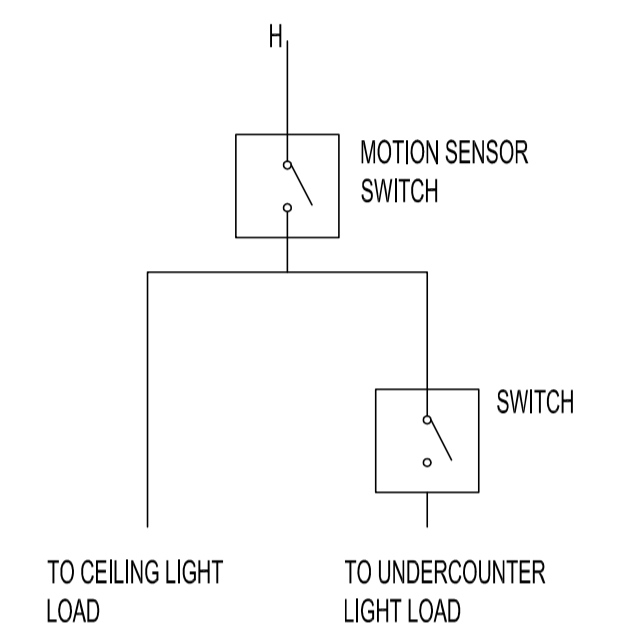 H
MOTION SENSOR
SWITCH
SWITCH
TO CEILING LIGHT
LOAD
TO UNDERCOUNTER
LIGHT LOAD